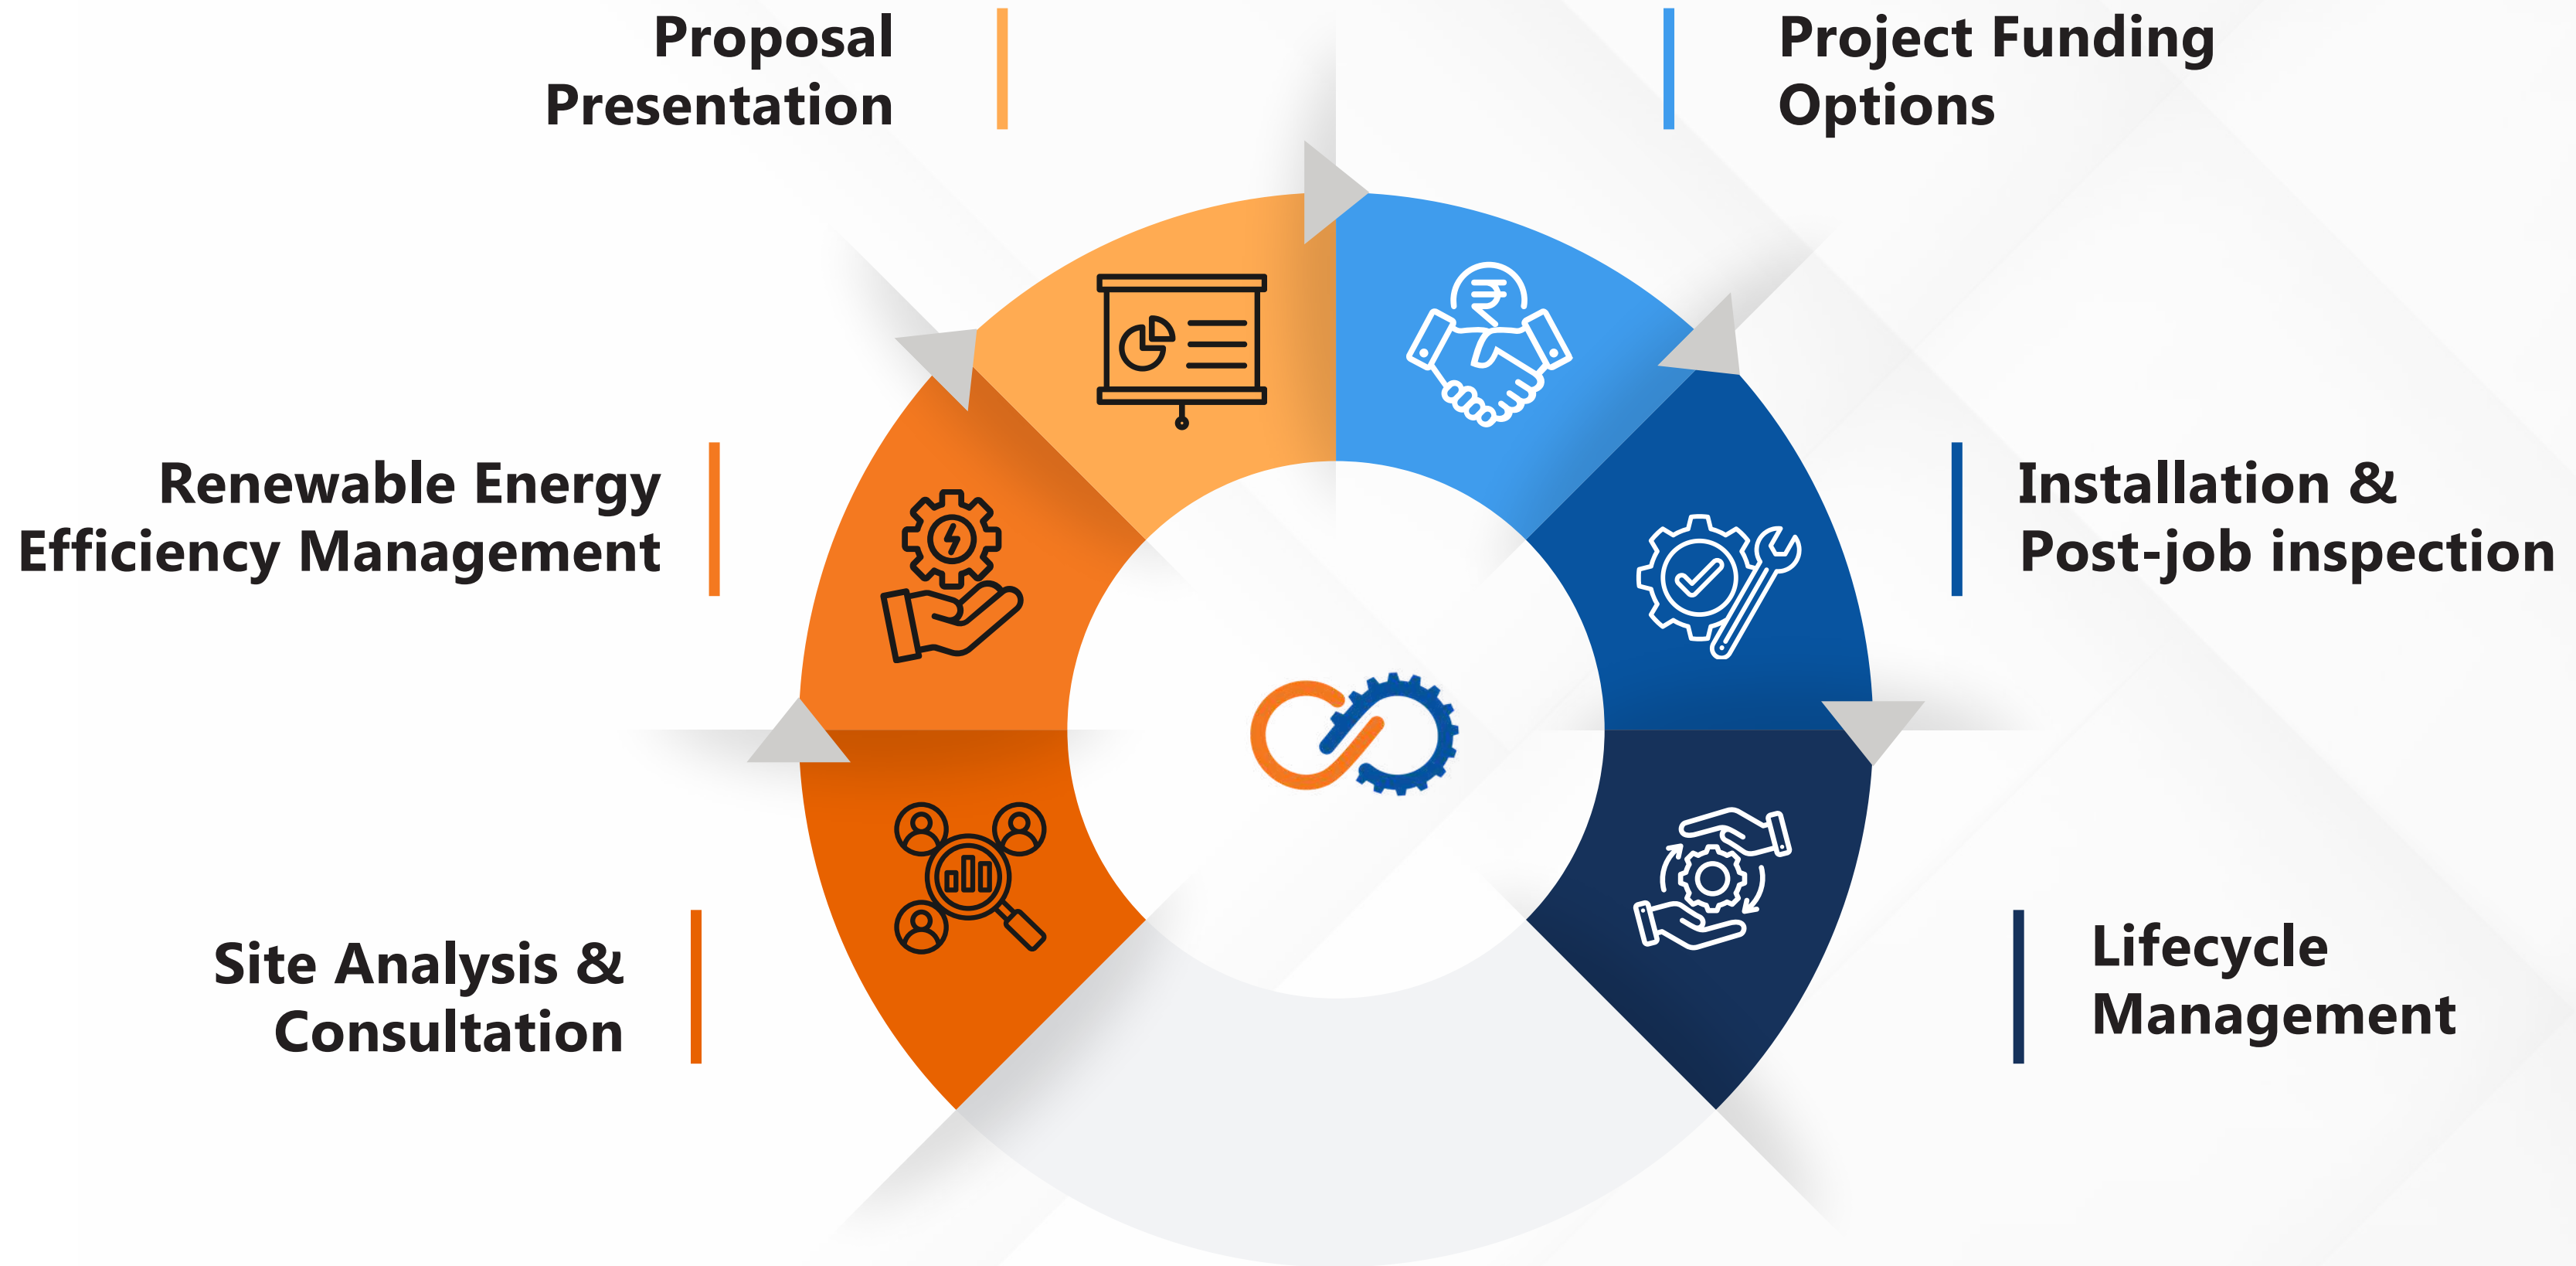 Proposal
Presentation
Project Funding
Options
Renewable Energy
Efficiency Management
Installation &
Post-job inspection
Site Analysis &
Consultation
Lifecycle
Management
₹